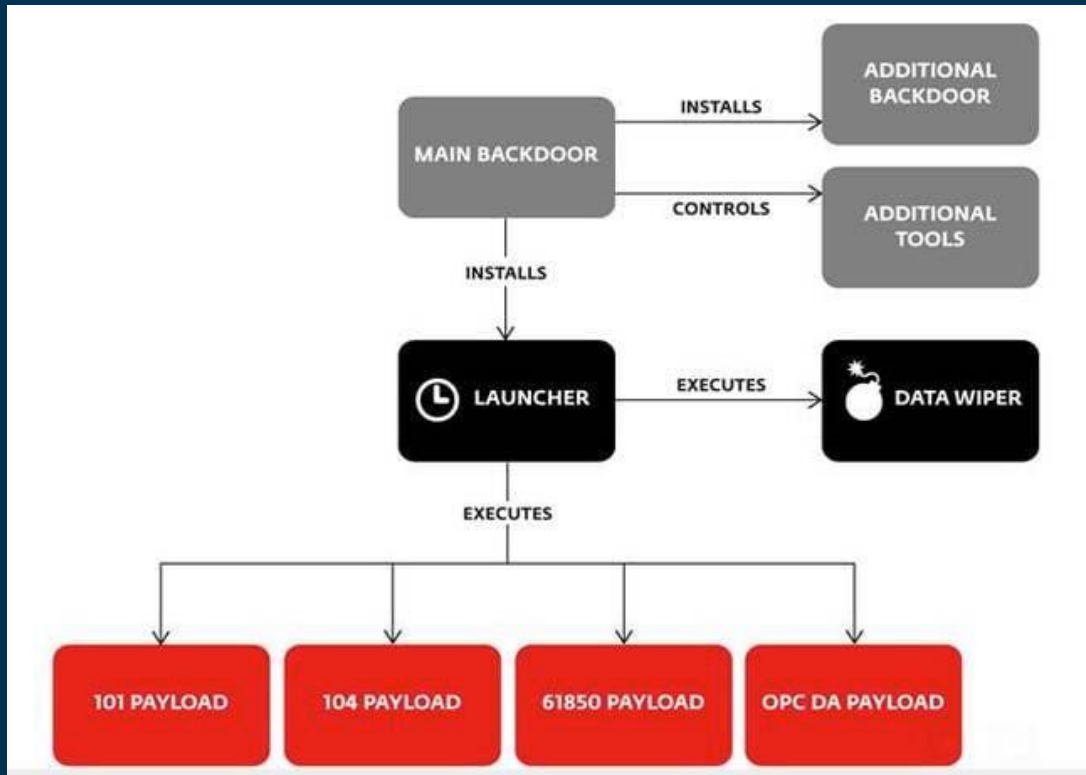 ADDITIONAL
BACKDOOR
INSTALLS
MAIN BACKDOOR
CONTROLS
ADDITIONAL
TOOLS
INSTALLS
LAUNCHER
EXECUTES
DATA WIPER
EXECUTES
101 PAYLOAD
104 PAYLOAD
61850 PAYLOAD
OPC DA PAYLOAD